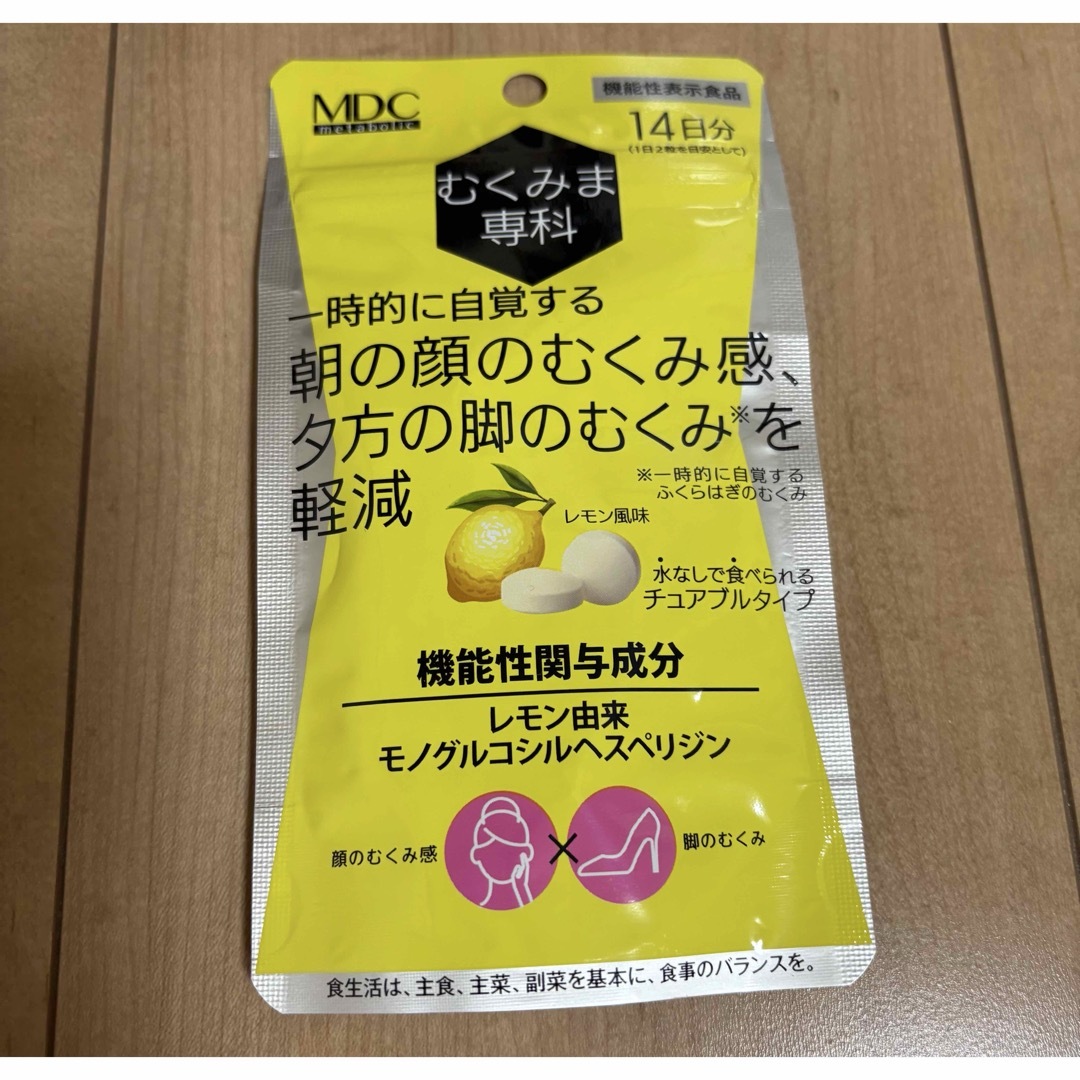 MDC
metabolic
機能性表示食品
14日分
(1日2粒を目安として)
むくみま
専科
一時的に自覚する
朝の顔のむくみ感、
夕方の脚のむくみ※を
軽減
※一時的に自覚する
ふくらはぎのむくみ
レモン風味
水なしで食べられる
チュアブルタイプ
機能性関与成分
レモン由来
モノグルコシルヘスペリジン
顔のむくみ感
×
脚のむくみ
食生活は、主食、主菜、副菜を基本に、食事のバランスを。